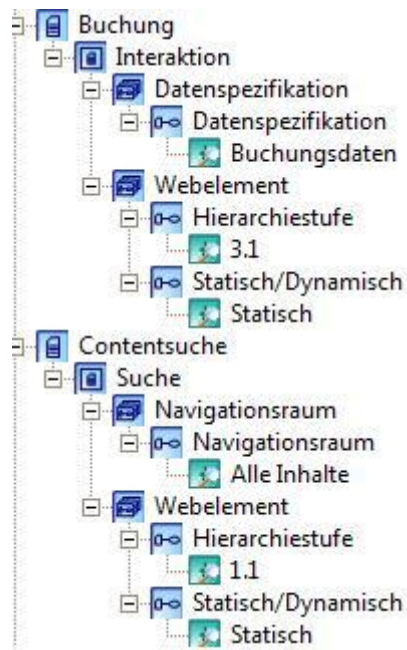 Buchung
Interaktion
Datenspezifikation
Datenspezifikation
Buchungsdaten
Webelement
Hierarchiestufe
3.1
Statisch/Dynamisch
Statisch
Contentsuche
Suche
Navigationsraum
Navigationsraum
Alle Inhalte
Webelement
Hierarchiestufe
1.1
Statisch/Dynamisch
Statisch